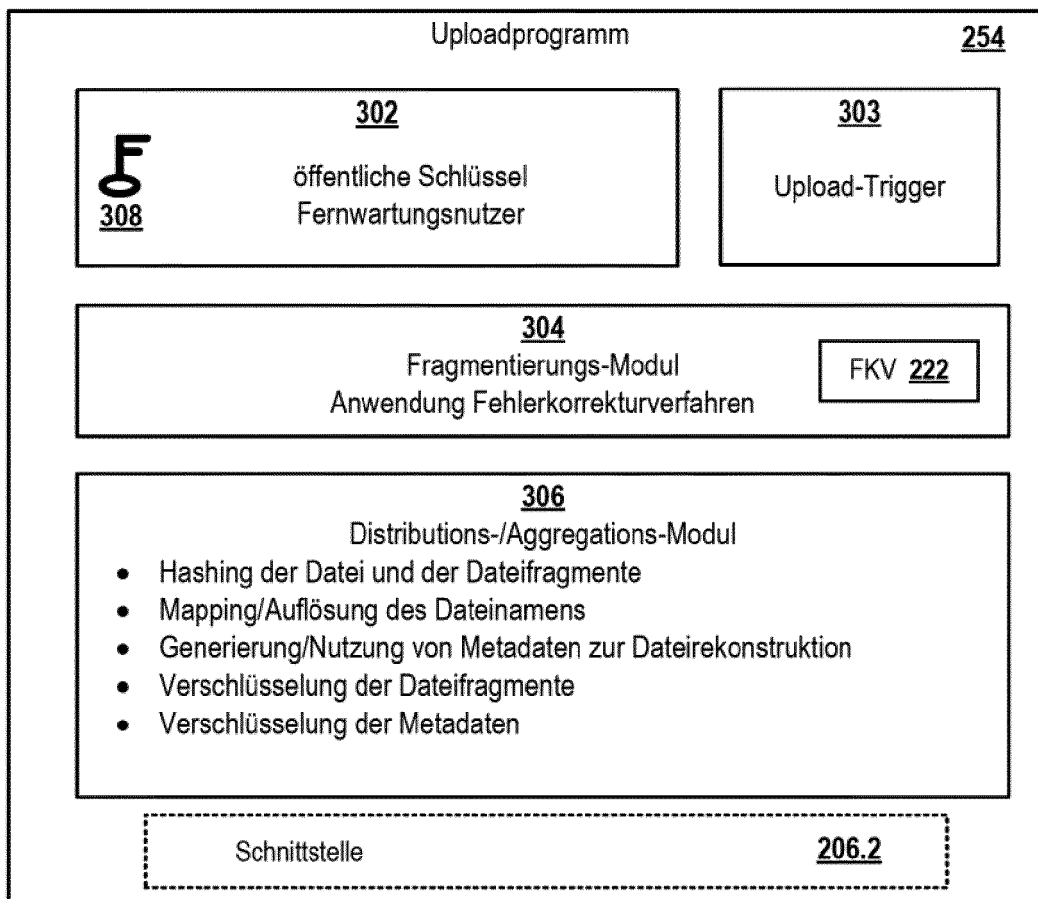 Uploadprogramm 254
302
öffentliche Schlüssel
Fernwartungsnutzer
308
303
Upload-Trigger
304
Fragmentierungs-Modul
Anwendung Fehlerkorrekturverfahren
FKV 222
306
Distributions-/Aggregations-Modul
• Hashing der Datei und der Dateifragmente
• Mapping/Auflösung des Dateinamens
• Generierung/Nutzung von Metadaten zur Dateirekonstruktion
• Verschlüsselung der Dateifragmente
• Verschlüsselung der Metadaten
Schnittstelle 206.2